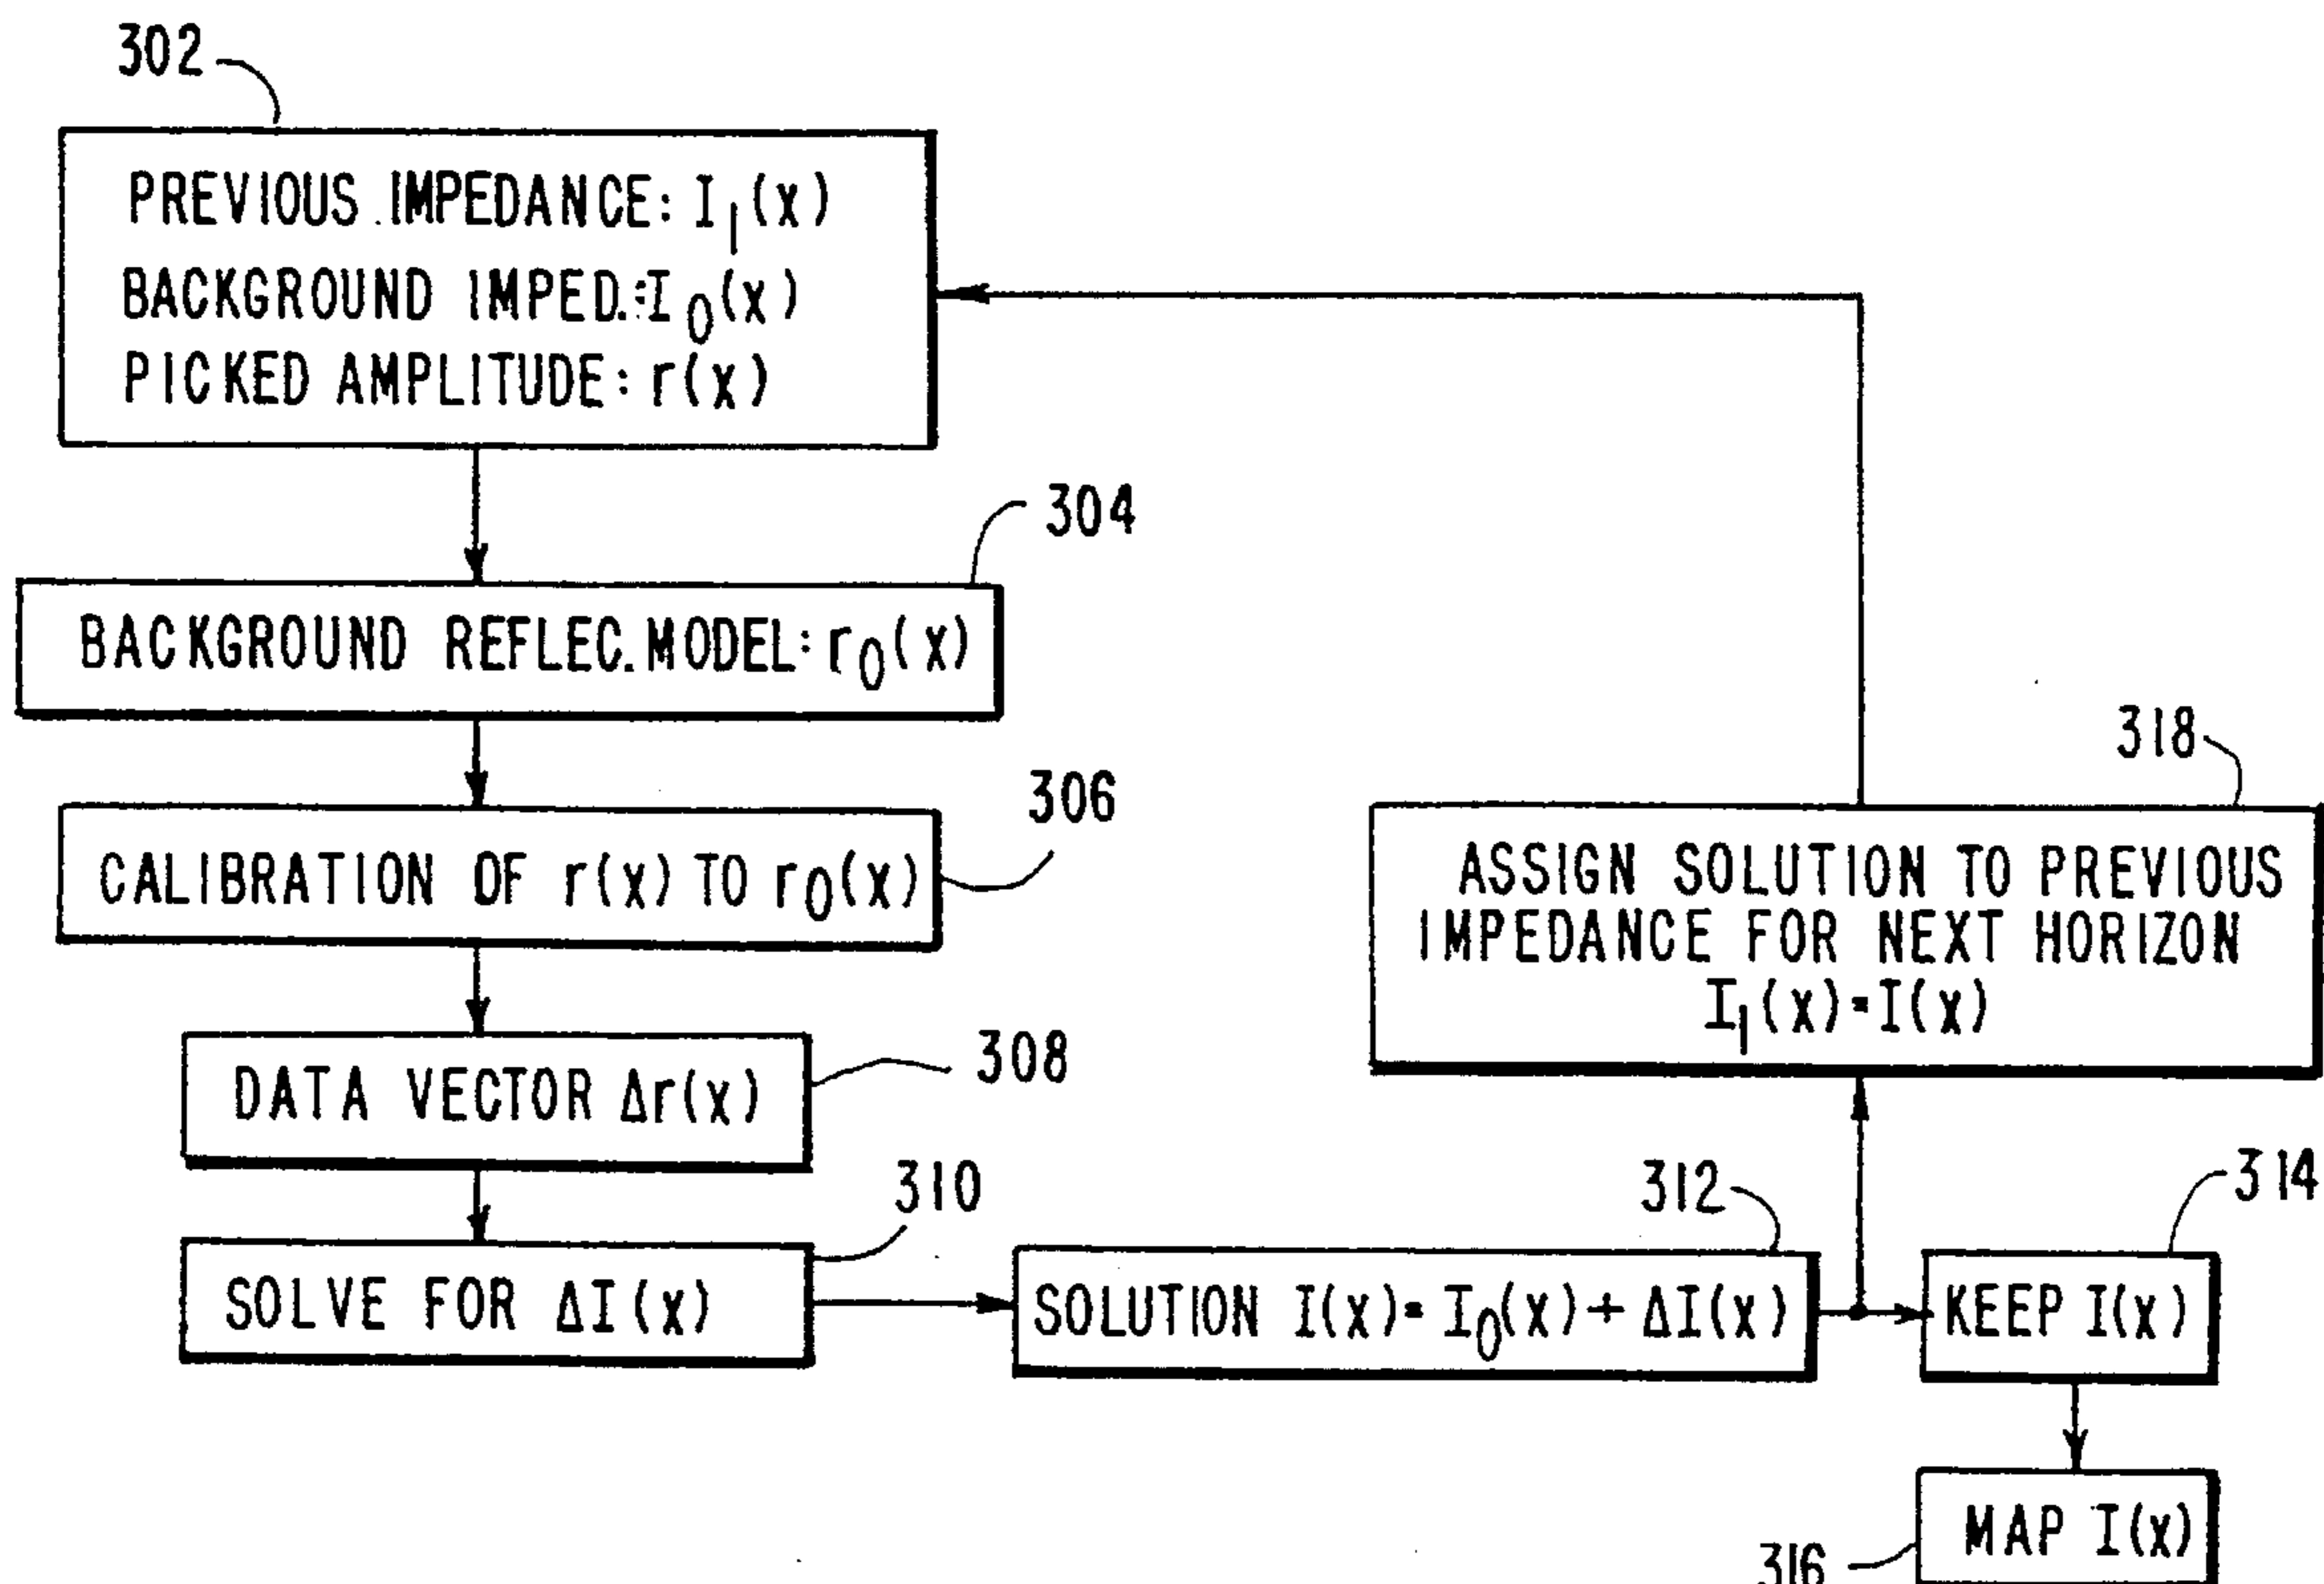 302
PREVIOUS IMPEDANCE: I₁(x)
BACKGROUND IMPED.: I₀(x)
PICKED AMPLITUDE: r(x)
304
BACKGROUND REFLEC. MODEL: r₀(x)
306
CALIBRATION OF r(x) TO r₀(x)
318
ASSIGN SOLUTION TO PREVIOUS
IMPEDANCE FOR NEXT HORIZON
I₁(x)=I(x)
308
DATA VECTOR Δr(x)
310
SOLVE FOR ΔI(x)
312
SOLUTION I(x)= I₀(x)+ ΔI(x)
314
KEEP I(x)
316
MAP I(x)